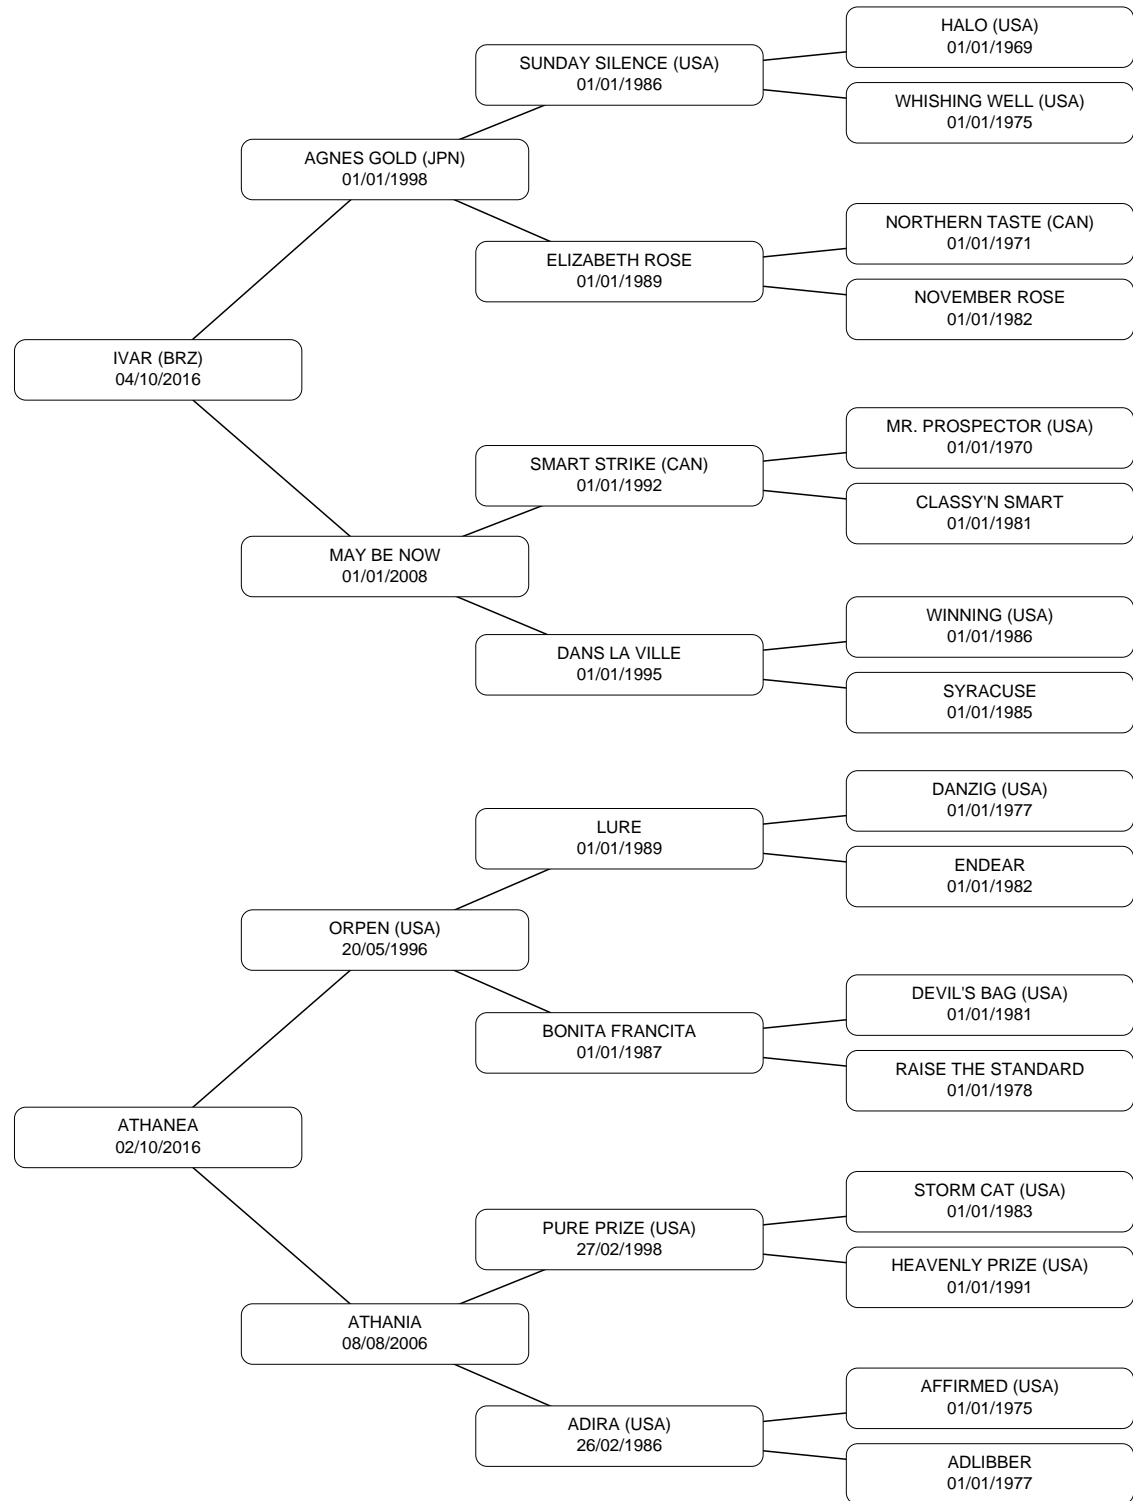 HALO (USA)
01/01/1969
SUNDAY SILENCE (USA)
01/01/1986
WHISHING WELL (USA)
01/01/1975
AGNES GOLD (JPN)
01/01/1998
NORTHERN TASTE (CAN)
01/01/1971
ELIZABETH ROSE
01/01/1989
NOVEMBER ROSE
01/01/1982
IVAR (BRZ)
04/10/2016
MR. PROSPECTOR (USA)
01/01/1970
SMART STRIKE (CAN)
01/01/1992
CLASSY'N SMART
01/01/1981
MAY BE NOW
01/01/2008
WINNING (USA)
01/01/1986
DANS LA VILLE
01/01/1995
SYRACUSE
01/01/1985
DANZIG (USA)
01/01/1977
LURE
01/01/1989
ENDEAR
01/01/1982
ORPEN (USA)
20/05/1996
DEVIL'S BAG (USA)
01/01/1981
BONITA FRANCITA
01/01/1987
RAISE THE STANDARD
01/01/1978
ATHANEA
02/10/2016
STORM CAT (USA)
01/01/1983
PURE PRIZE (USA)
27/02/1998
HEAVENLY PRIZE (USA)
01/01/1991
ATHANIA
08/08/2006
AFFIRMED (USA)
01/01/1975
ADIRA (USA)
26/02/1986
ADLIBBER
01/01/1977